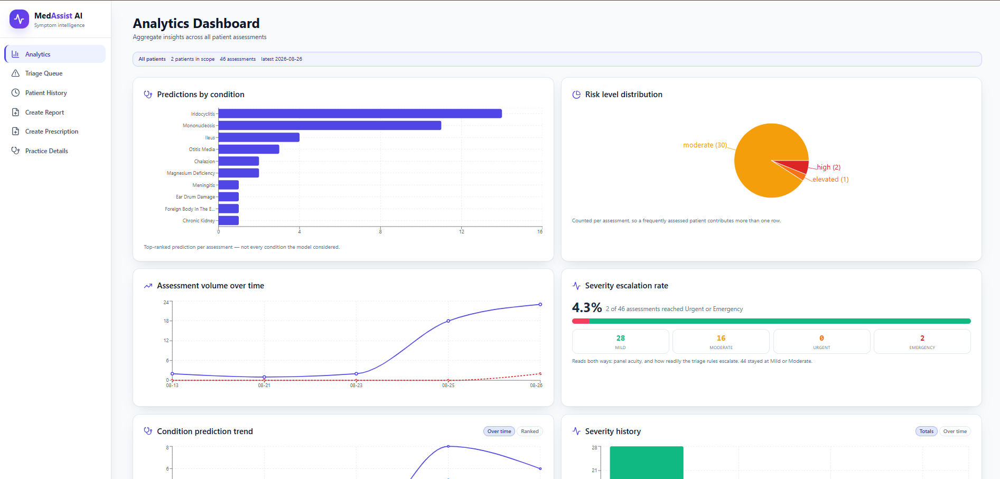 MedAssist AI
Symptom intelligence
Analytics
Triage Queue
Patient History
Create Report
Create Prescription
Practice Details
Analytics Dashboard
Aggregate insights across all patient assessments
All patients 2 patients in scope 46 assessments latest 2026-08-26
Predictions by condition
Iridocyclitis
Mononucleosis
Ileus
Otitis Media
Chalazion
Magnesium Deficiency
Meningitis
Ear Drum Damage
Foreign Body In The E...
Chronic Kidney
0 4 8 12 16
Top-ranked prediction per assessment — not every condition the model considered.
Risk level distribution
moderate (30)
high (2)
elevated (1)
Counted per assessment, so a frequently assessed patient contributes more than one row.
Assessment volume over time
24
18
12
6
0
08-13 08-21 08-23 08-25 08-26
Severity escalation rate
4.3% 2 of 46 assessments reached Urgent or Emergency
28 16 0 2
MILD MODERATE URGENT EMERGENCY
Reads both ways: panel acuity, and how readily the triage rules escalate. 44 stayed at Mild or Moderate.
Condition prediction trend
Over time Ranked
8
6
Severity history
Totals Over time
28
21